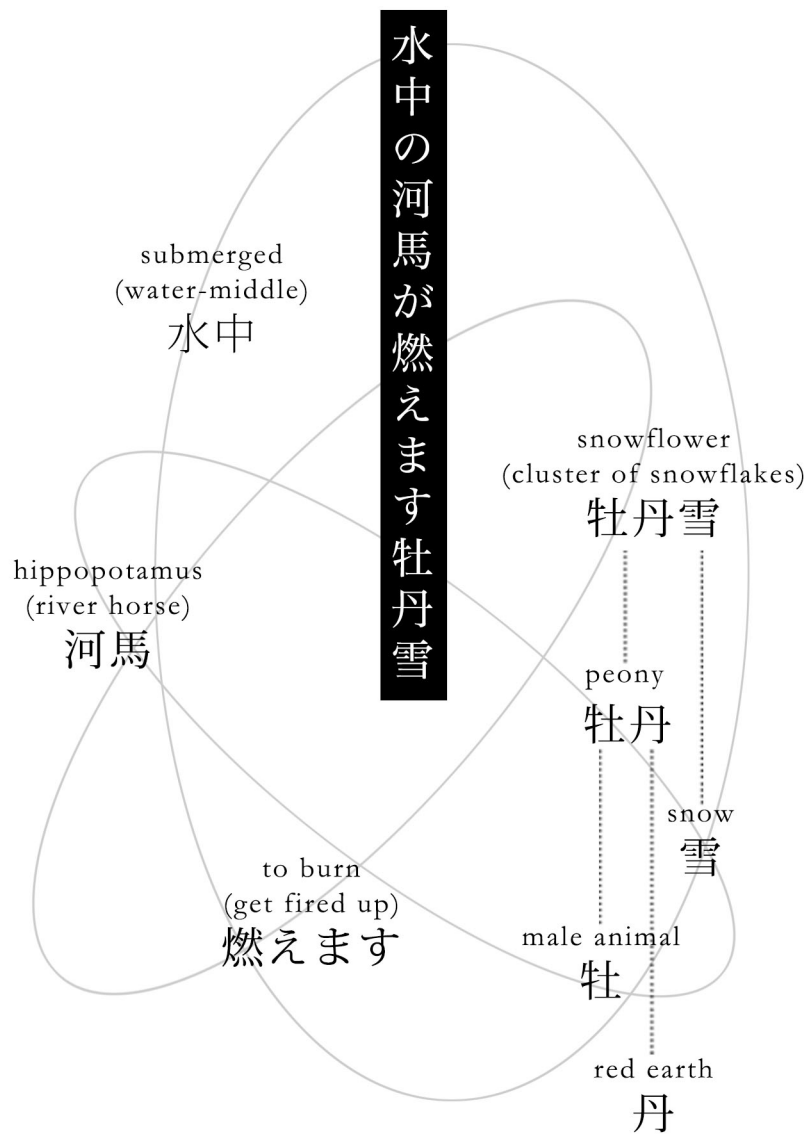 水中の河馬が燃えます牡丹雪
submerged
(water-middle)
水中
snowflower
(cluster of snowflakes)
牡丹雪
hippopotamus
(river horse)
河馬
peony
牡丹
snow
雪
to burn
(get fired up)
燃えます
male animal
牡
red earth
丹